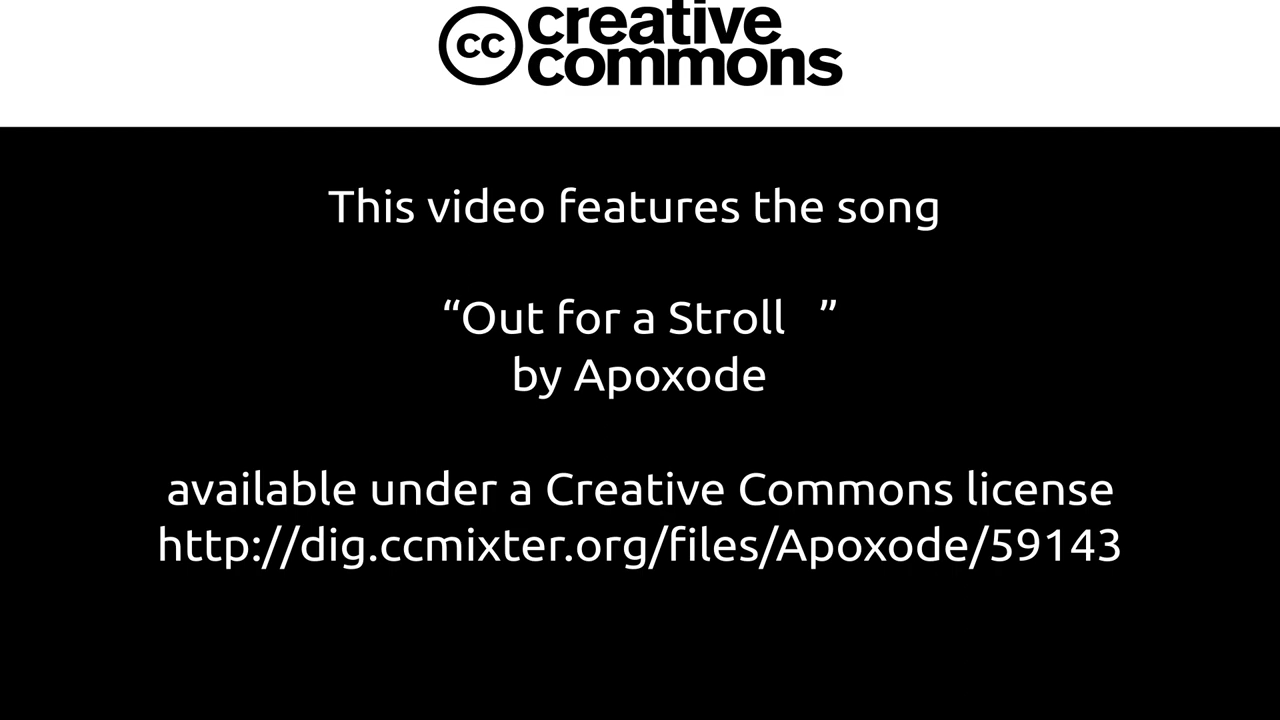 cc creative
commons
This video features the song
“Out for a Stroll   ”
by Apoxode
available under a Creative Commons license
http://dig.ccmixter.org/files/Apoxode/59143